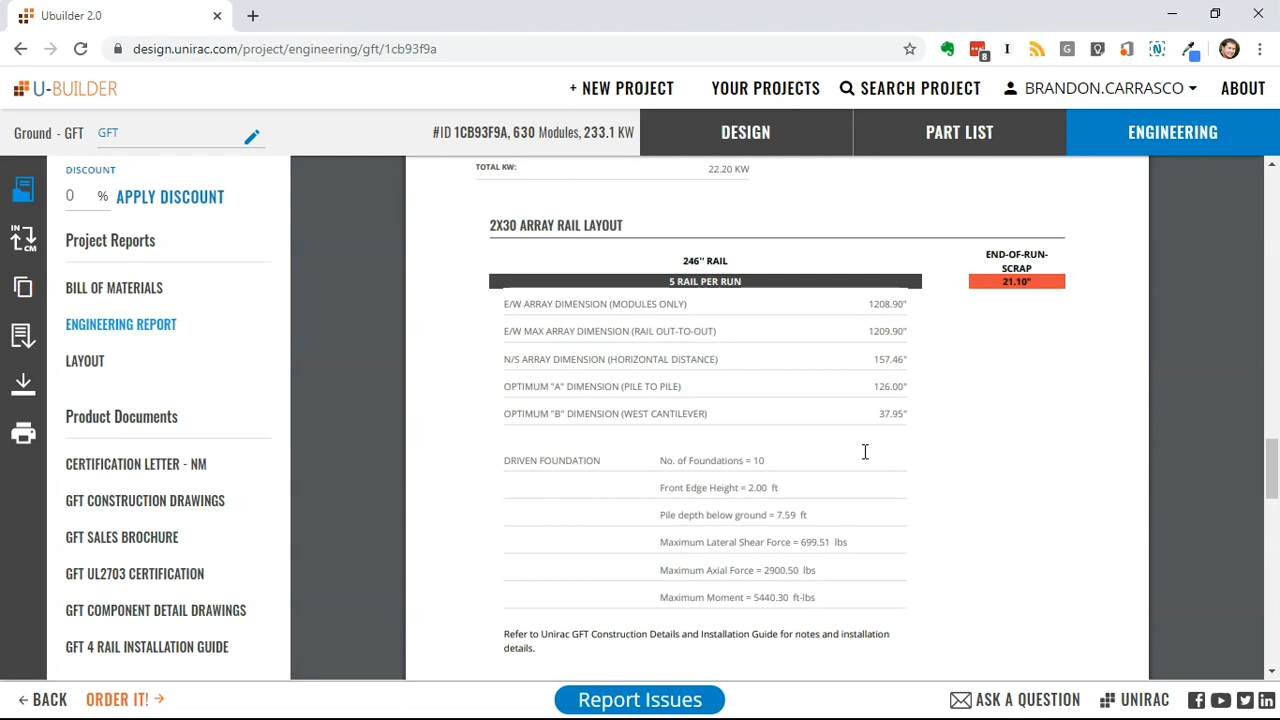 Ubuilder 2.0
design.unirac.com/project/engineering/gft/1cb93f9a
8
U-BUILDER
+ NEW PROJECT
YOUR PROJECTS
SEARCH PROJECT
BRANDON.CARRASCO
ABOUT
Ground - GFT
GFT
#ID 1CB93F9A, 630 Modules, 233.1 KW
DESIGN
PART LIST
ENGINEERING
IN
CM
DISCOUNT
0 % APPLY DISCOUNT
Project Reports
BILL OF MATERIALS
ENGINEERING REPORT
LAYOUT
Product Documents
CERTIFICATION LETTER - NM
GFT CONSTRUCTION DRAWINGS
GFT SALES BROCHURE
GFT UL2703 CERTIFICATION
GFT COMPONENT DETAIL DRAWINGS
GFT 4 RAIL INSTALLATION GUIDE
TOTAL KW: 22.20 KW
2X30 ARRAY RAIL LAYOUT
246" RAIL
END-OF-RUN-
SCRAP
5 RAIL PER RUN
21.10"
E/W ARRAY DIMENSION (MODULES ONLY) 1208.90"
E/W MAX ARRAY DIMENSION (RAIL OUT-TO-OUT) 1209.90"
N/S ARRAY DIMENSION (HORIZONTAL DISTANCE) 157.46"
OPTIMUM "A" DIMENSION (PILE TO PILE) 126.00"
OPTIMUM "B" DIMENSION (WEST CANTILEVER) 37.95"
DRIVEN FOUNDATION No. of Foundations = 10
Front Edge Height = 2.00 ft
Pile depth below ground = 7.59 ft
Maximum Lateral Shear Force = 699.51 lbs
Maximum Axial Force = 2900.50 lbs
Maximum Moment = 5440.30 ft-lbs
Refer to Unirac GFT Construction Details and Installation Guide for notes and installation
details.
BACK
ORDER IT!
Report Issues
ASK A QUESTION
UNIRAC